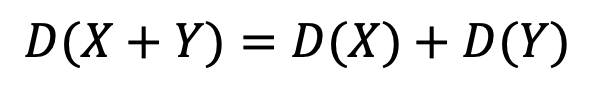 D(X + Y) = D(X) + D(Y)